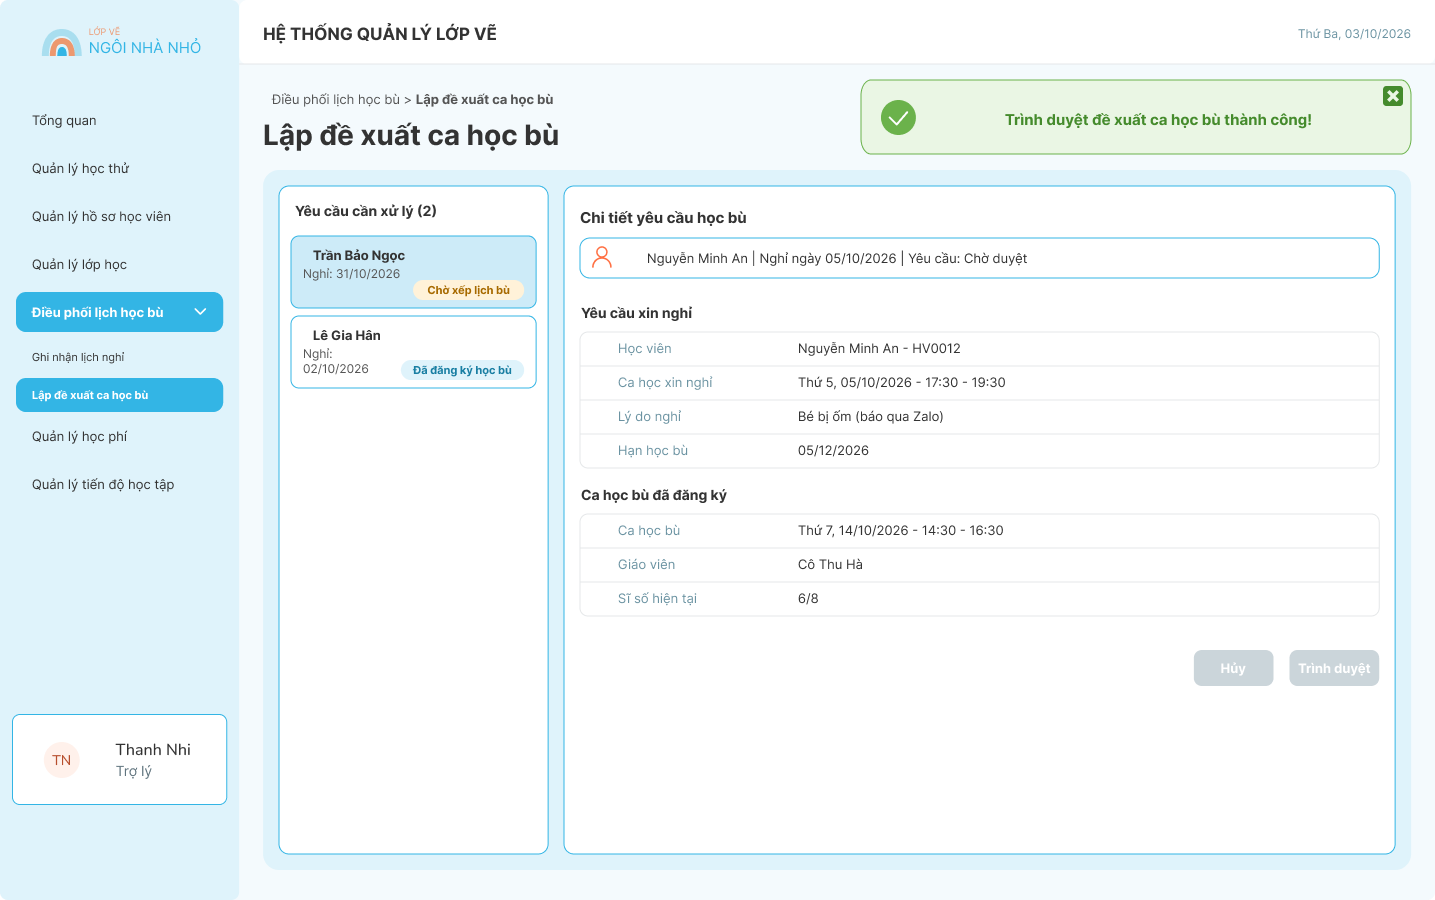 LỚP VẼ
NGÔI NHÀ NHỎ
HỆ THỐNG QUẢN LÝ LỚP VẼ
Thứ Ba, 03/10/2026
Tổng quan
Quản lý học thử
Quản lý hồ sơ học viên
Quản lý lớp học
Điều phối lịch học bù
Ghi nhận lịch nghỉ
Lập đề xuất ca học bù
Quản lý học phí
Quản lý tiến độ học tập
TN
Thanh Nhi
Trợ lý
Điều phối lịch học bù > Lập đề xuất ca học bù
Lập đề xuất ca học bù
Trình duyệt đề xuất ca học bù thành công!
Yêu cầu cần xử lý (2)
Trần Bảo Ngọc
Nghỉ: 31/10/2026
Chờ xếp lịch bù
Lê Gia Hân
Nghỉ:
02/10/2026
Đã đăng ký học bù
Chi tiết yêu cầu học bù
Nguyễn Minh An | Nghỉ ngày 05/10/2026 | Yêu cầu: Chờ duyệt
Yêu cầu xin nghỉ
Học viên Nguyễn Minh An - HV0012
Ca học xin nghỉ Thứ 5, 05/10/2026 - 17:30 - 19:30
Lý do nghỉ Bé bị ốm (báo qua Zalo)
Hạn học bù 05/12/2026
Ca học bù đã đăng ký
Ca học bù Thứ 7, 14/10/2026 - 14:30 - 16:30
Giáo viên Cô Thu Hà
Sĩ số hiện tại 6/8
Hủy
Trình duyệt